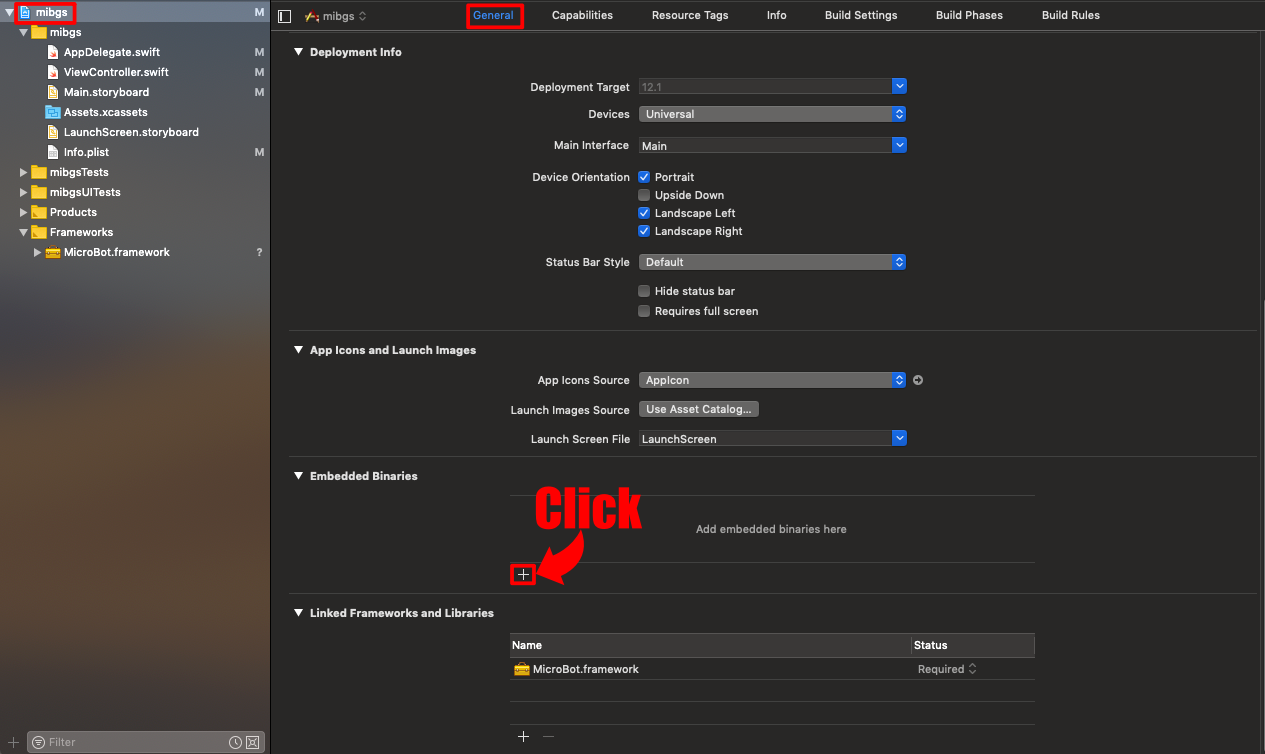 mibgs M
mibgs
AppDelegate.swift M
ViewController.swift M
Main.storyboard M
Assets.xcassets
LaunchScreen.storyboard
Info.plist M
mibgsTests
mibgsUITests
Products
Frameworks
MicroBot.framework ?
Filter
mibgs
General Capabilities Resource Tags Info Build Settings Build Phases Build Rules
Deployment Info
Deployment Target 12.1
Devices Universal
Main Interface Main
Device Orientation Portrait
Upside Down
Landscape Left
Landscape Right
Status Bar Style Default
Hide status bar
Requires full screen
App Icons and Launch Images
App Icons Source AppIcon
Launch Images Source Use Asset Catalog...
Launch Screen File LaunchScreen
Embedded Binaries
Click
Add embedded binaries here
Linked Frameworks and Libraries
Name Status
MicroBot.framework Required